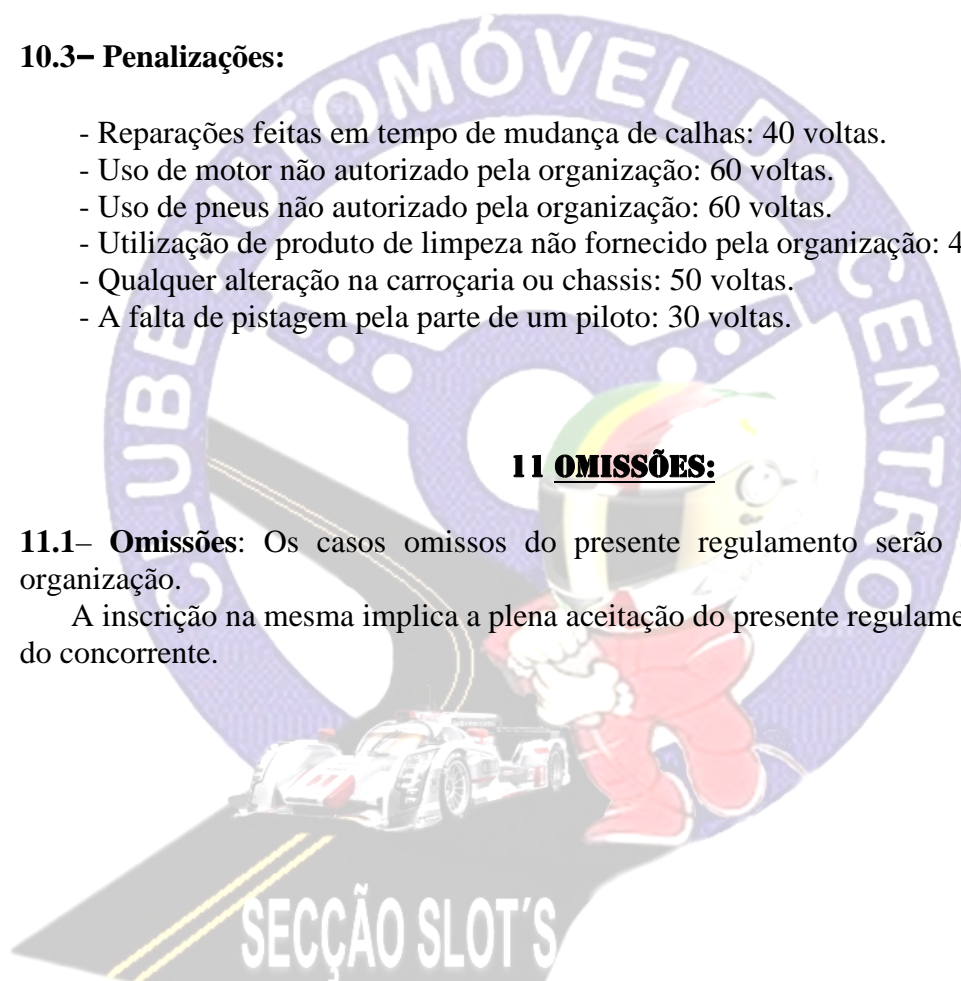 10.3– Penalizações:
- Reparações feitas em tempo de mudança de calhas: 40 voltas.
- Uso de motor não autorizado pela organização: 60 voltas.
- Uso de pneus não autorizado pela organização: 60 voltas.
- Utilização de produto de limpeza não fornecido pela organização: 4
- Qualquer alteração na carroçaria ou chassis: 50 voltas.
- A falta de pistagem pela parte de um piloto: 30 voltas.
11 OMISSÕES:
11.1– Omissões: Os casos omissos do presente regulamento serão
organização.
A inscrição na mesma implica a plena aceitação do presente regulame
do concorrente.
CLUBE AUTOMÓVEL DO CENTRO
SECÇÃO SLOT´S